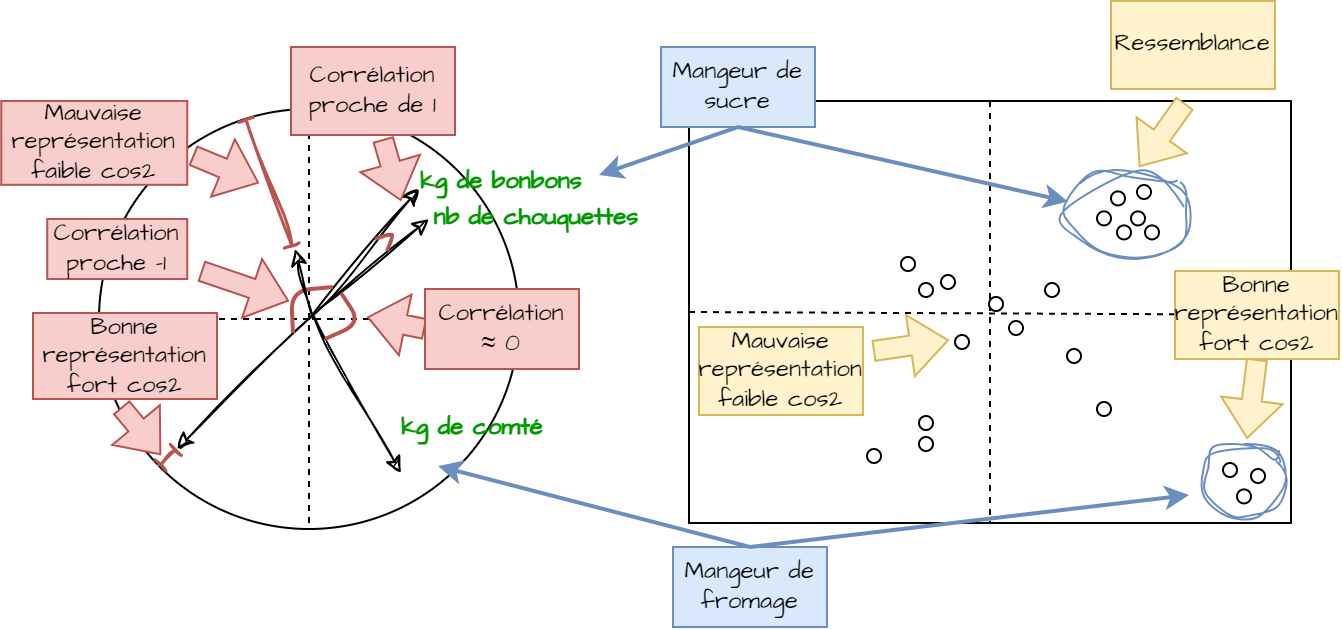 Ressemblance
Corrélation
proche de 1
Mangeur de
sucre
Mauvaise
représentation
faible cos2
kg de bonbons
nb de chouquettes
Corrélation
proche -1
Bonne
représentation
fort cos2
Corrélation
≈ 0
Bonne
représentation
fort cos2
Mauvaise
représentation
faible cos2
kg de comté
Mangeur de
fromage